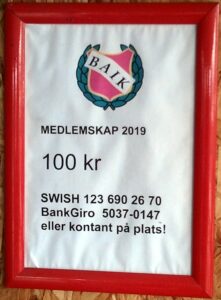 BAIK
MEDLEMSKAP 2019
100 kr
SWISH 123 690 26 70
BankGiro 5037-0147
eller kontant på plats!